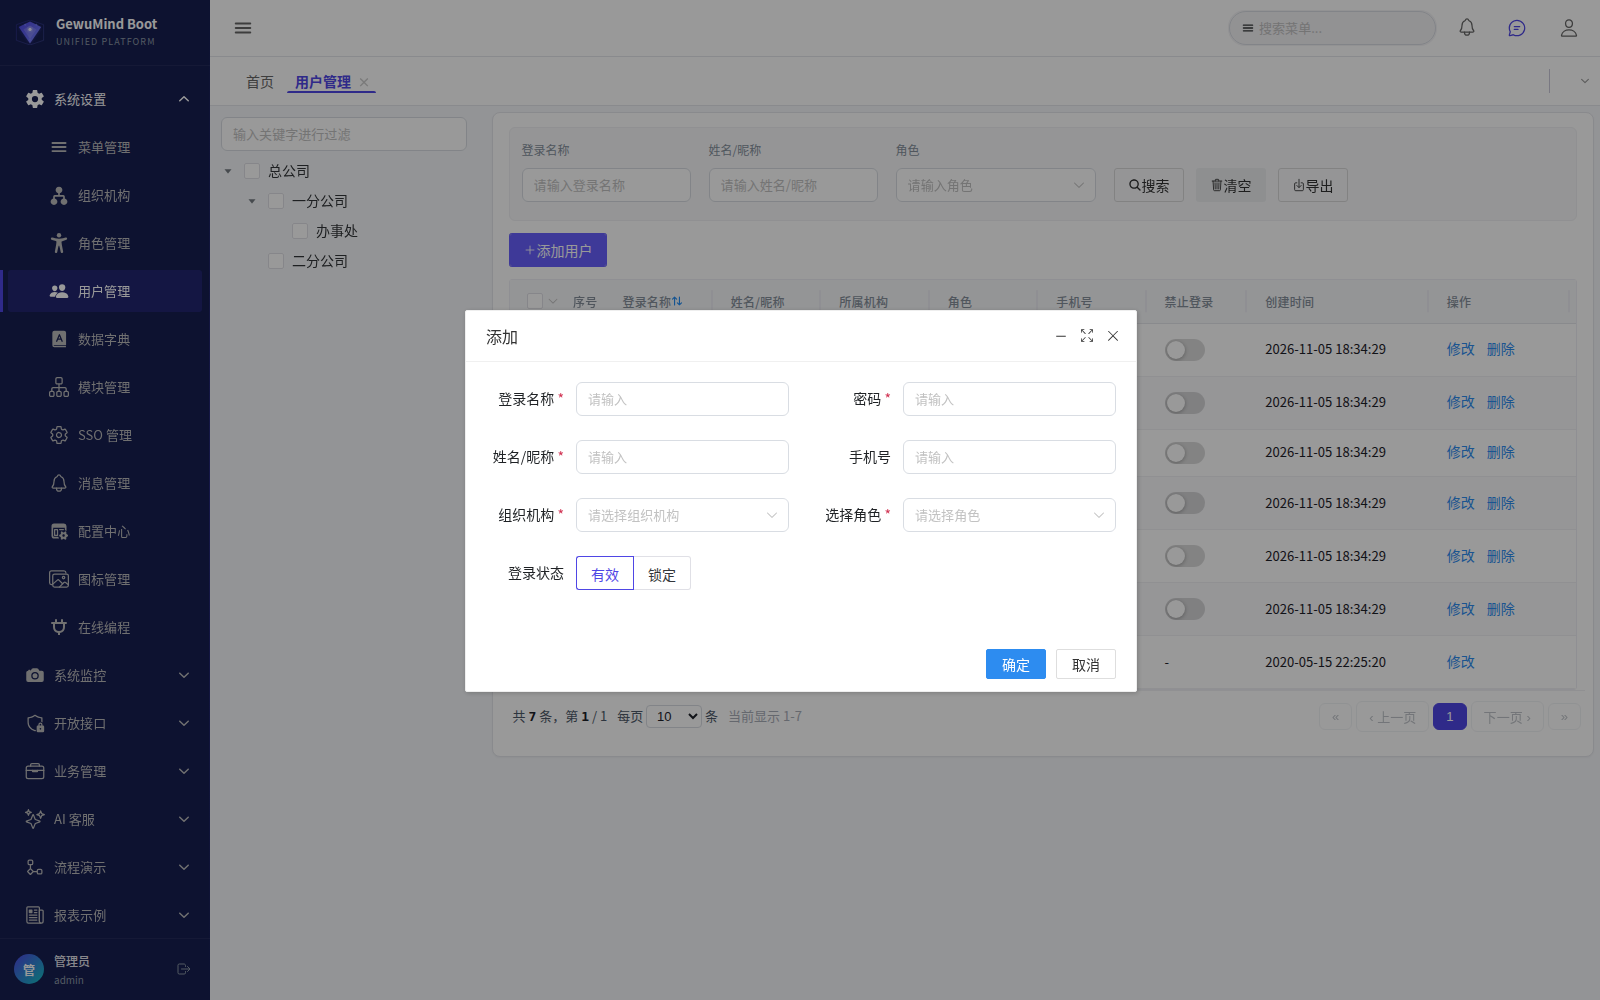 GewuMind Boot
UNIFIED PLATFORM
搜索菜单...
系统设置
菜单管理
组织机构
角色管理
用户管理
数据字典
模块管理
SSO 管理
消息管理
配置中心
图标管理
在线编程
系统监控
开放接口
业务管理
AI 客服
流程演示
报表示例
管
管理员
admin
首页
用户管理
输入关键字进行过滤
总公司
一分公司
办事处
二分公司
登录名称
姓名/昵称
角色
请输入登录名称
请输入姓名/昵称
请输入角色
搜索
清空
导出
添加用户
序号
登录名称
姓名/昵称
所属机构
角色
手机号
禁止登录
创建时间
操作
2026-11-05 18:34:29 修改 删除
2026-11-05 18:34:29 修改 删除
2026-11-05 18:34:29 修改 删除
2026-11-05 18:34:29 修改 删除
2026-11-05 18:34:29 修改 删除
2026-11-05 18:34:29 修改 删除
- 2020-05-15 22:25:20 修改
添加
登录名称 *
请输入
密码 *
请输入
姓名/昵称 *
请输入
手机号
请输入
组织机构 *
请选择组织机构
选择角色 *
请选择角色
登录状态
有效
锁定
确定
取消
共 7 条，第 1 / 1 每页 10 条 当前显示 1-7
« ‹ 上一页 1 下一页 › »